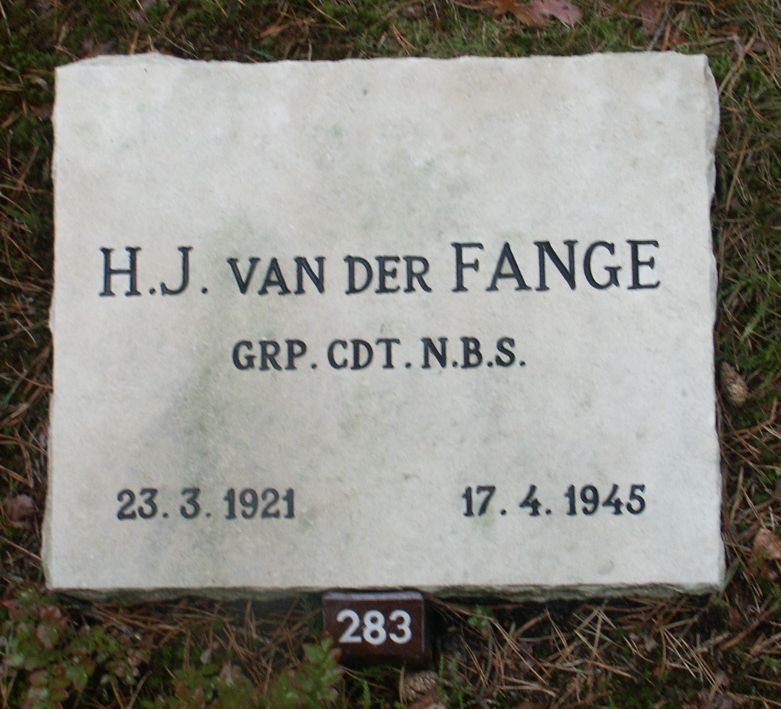 H.J. VAN DER FANGE
GRP. CDT. N.B.S.
23. 3. 1921 17. 4. 1945
283